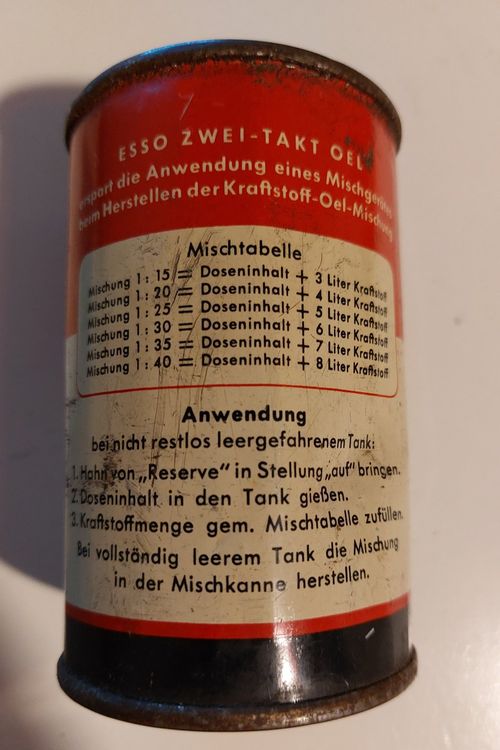 ESSO ZWEI-TAKT OEL
erspart die Anwendung eines Mischgerätes
beim Herstellen der Kraftstoff-Oel-Mischung
Mischtabelle
Mischung 1 : 15 = Doseninhalt + 3 Liter Kraftstoff
Mischung 1 : 20 = Doseninhalt + 4 Liter Kraftstoff
Mischung 1 : 25 = Doseninhalt + 5 Liter Kraftstoff
Mischung 1 : 30 = Doseninhalt + 6 Liter Kraftstoff
Mischung 1 : 35 = Doseninhalt + 7 Liter Kraftstoff
Mischung 1 : 40 = Doseninhalt + 8 Liter Kraftstoff
Anwendung
bei nicht restlos leergefahrenem Tank:
1. Hahn von „Reserve" in Stellung „auf" bringen.
2. Doseninhalt in den Tank gießen.
3. Kraftstoffmenge gem. Mischtabelle zufüllen.
Bei vollständig leerem Tank die Mischung
in der Mischkanne herstellen.